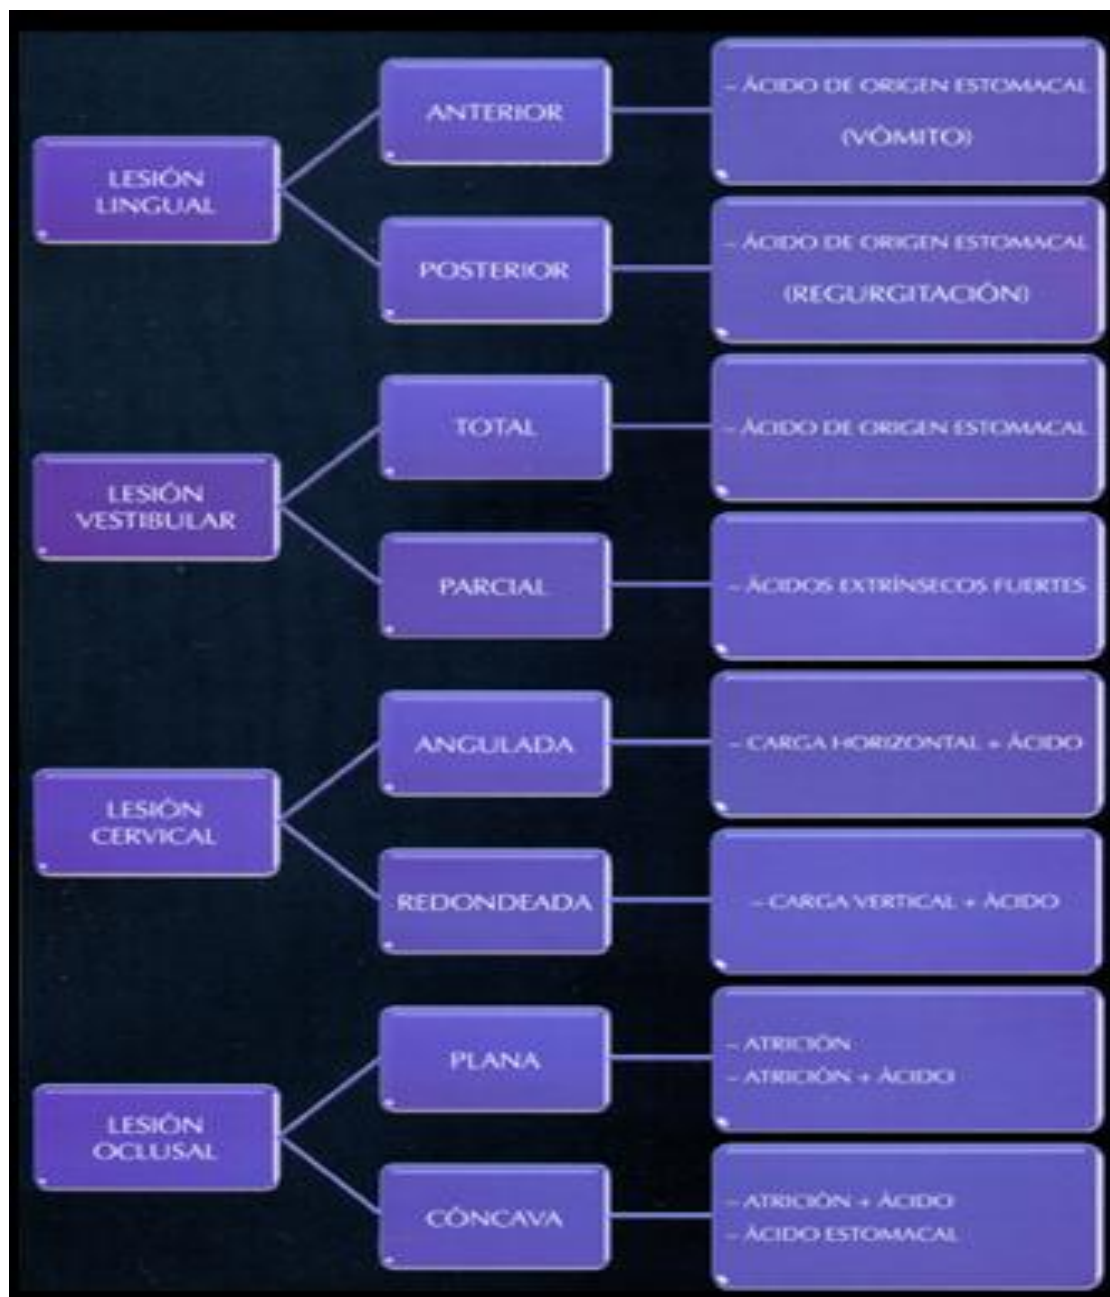 LESIÓN
LINGUAL
ANTERIOR
– ÁCIDO DE ORIGEN ESTOMACAL
(VÓMITO)
POSTERIOR
– ÁCIDO DE ORIGEN ESTOMACAL
(REGURGITACIÓN)
LESIÓN
VESTIBULAR
TOTAL
– ÁCIDO DE ORIGEN ESTOMACAL
PARCIAL
– ÁCIDOS EXTRÍNSECOS FUERTES
LESIÓN
CERVICAL
ANGULADA
– CARGA HORIZONTAL + ÁCIDO
REDONDEADA
– CARGA VERTICAL + ÁCIDO
LESIÓN
OCLUSAL
PLANA
– ATRICIÓN
– ATRICIÓN + ÁCIDO
CÓNCAVA
– ATRICIÓN + ÁCIDO
– ÁCIDO ESTOMACAL